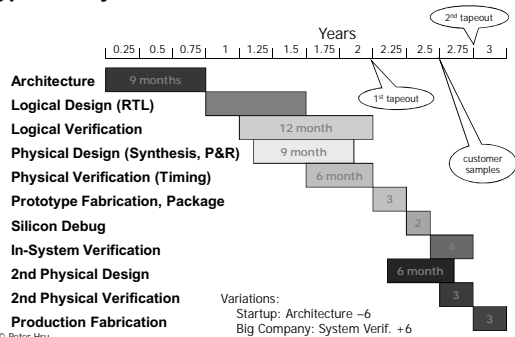 2nd tapeout
Years
0.25 0.5 0.75 1 1.25 1.5 1.75 2 2.25 2.5 2.75 3
Architecture 9 months
1st tapeout
Logical Design (RTL)
Logical Verification 12 month
Physical Design (Synthesis, P&R) 9 month
customer
samples
Physical Verification (Timing) 6 month
Prototype Fabrication, Package 3
Silicon Debug 2
In-System Verification 4
2nd Physical Design 6 month
2nd Physical Verification 3
Variations:
Startup: Architecture –6
Production Fabrication 3
Big Company: System Verif. +6